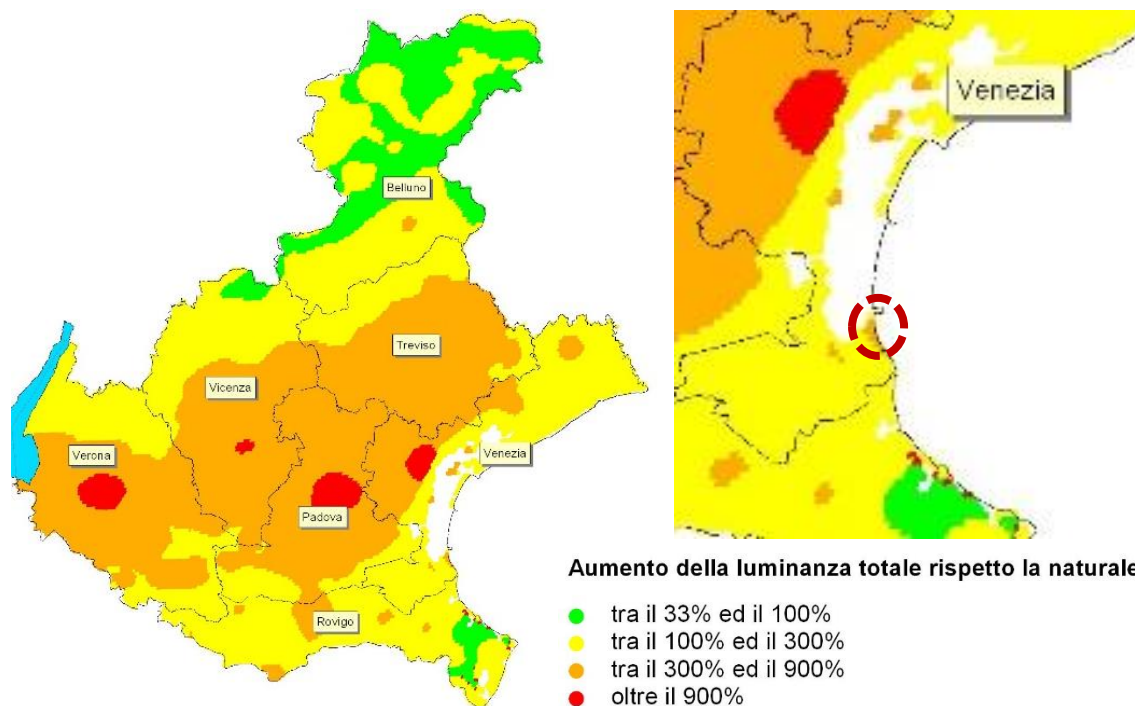 Belluno
Treviso
Vicenza
Verona
Venezia
Padova
Rovigo
Venezia
Aumento della luminanza totale rispetto la naturale
tra il 33% ed il 100%
tra il 100% ed il 300%
tra il 300% ed il 900%
oltre il 900%